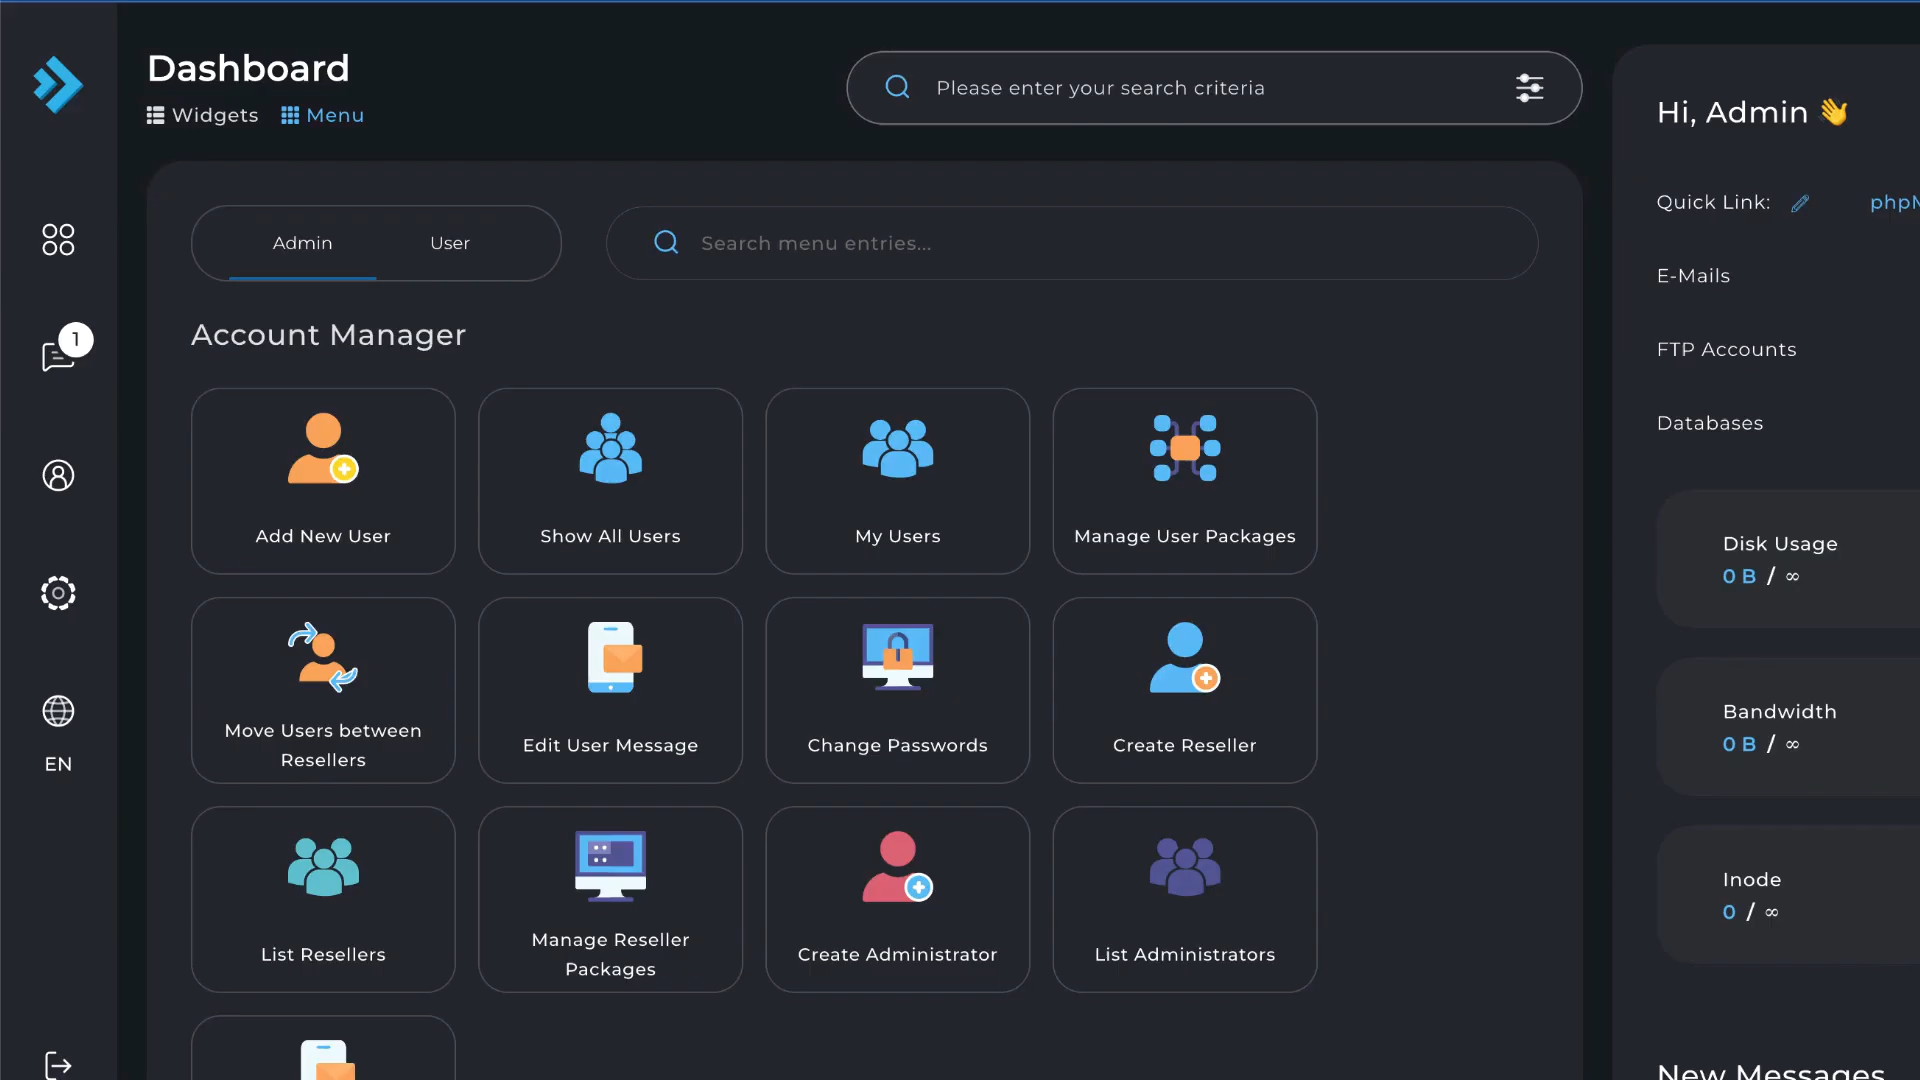 Dashboard
Widgets
Menu
Please enter your search criteria
Admin
User
Search menu entries...
Account Manager
Add New User
Show All Users
My Users
Manage User Packages
Move Users between
Resellers
Edit User Message
Change Passwords
Create Reseller
List Resellers
Manage Reseller
Packages
Create Administrator
List Administrators
1
EN
Hi, Admin 👋
Quick Link:
phpM
E-Mails
FTP Accounts
Databases
Disk Usage
0 B / ∞
Bandwidth
0 B / ∞
Inode
0 / ∞
New Messages